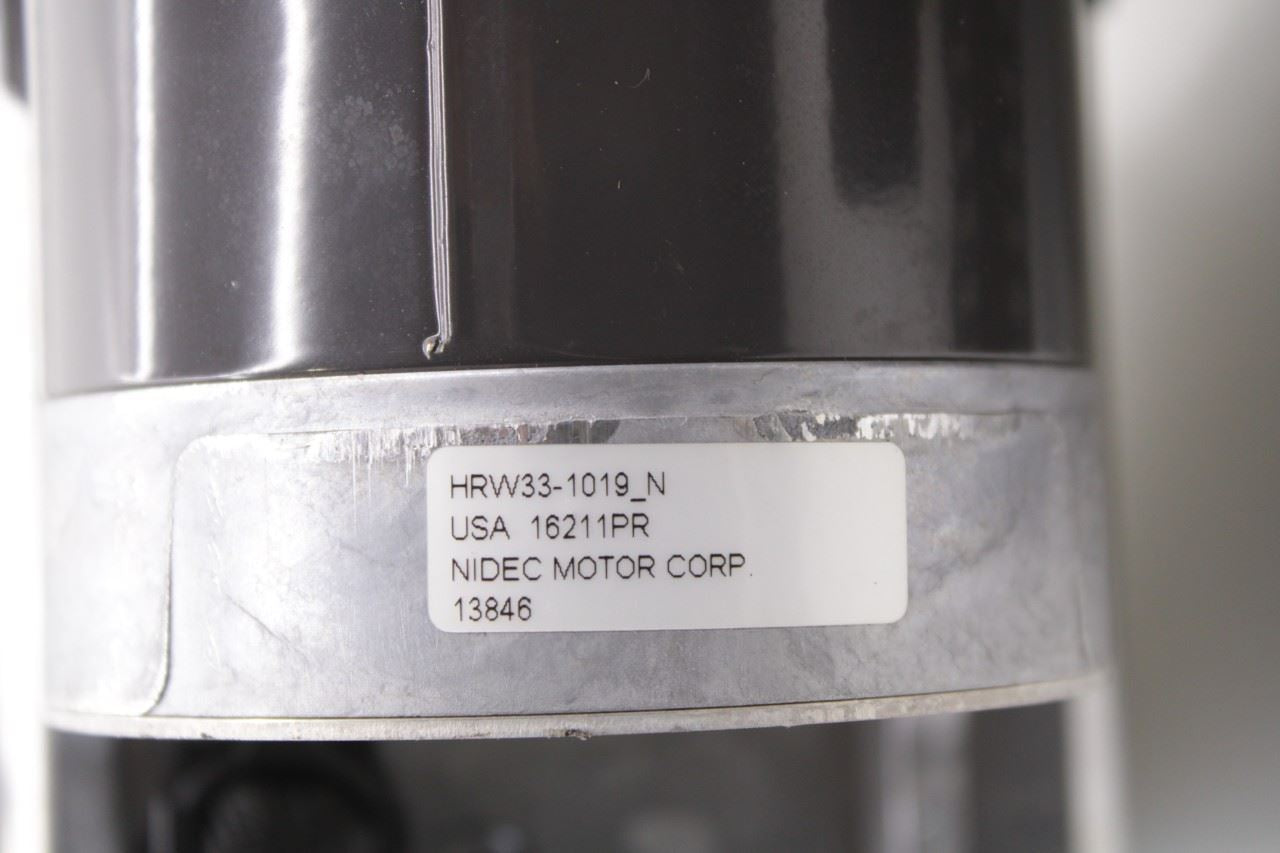 HRW33-1019_N
USA 16211PR
NIDEC MOTOR CORP.
13846